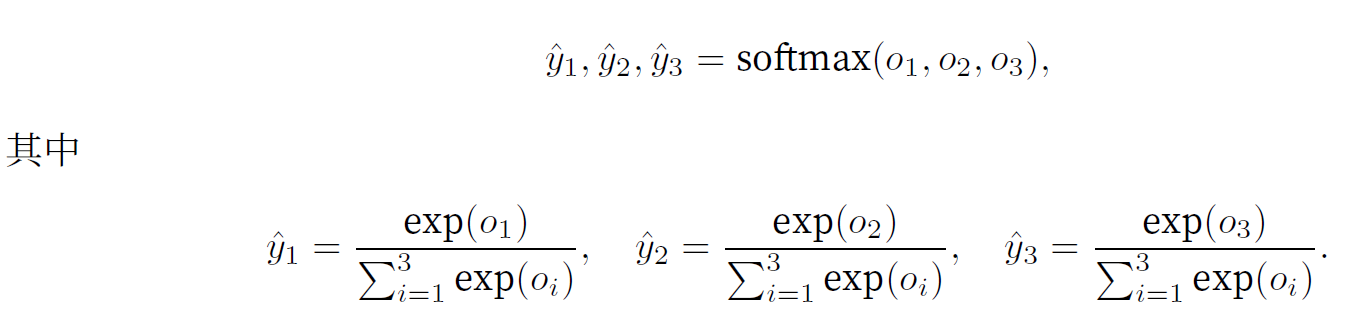 ŷ₁, ŷ₂, ŷ₃ = softmax(o₁, o₂, o₃),
其中
ŷ₁ = exp(o₁) / ∑³ᵢ₌₁ exp(oᵢ), ŷ₂ = exp(o₂) / ∑³ᵢ₌₁ exp(oᵢ), ŷ₃ = exp(o₃) / ∑³ᵢ₌₁ exp(oᵢ).